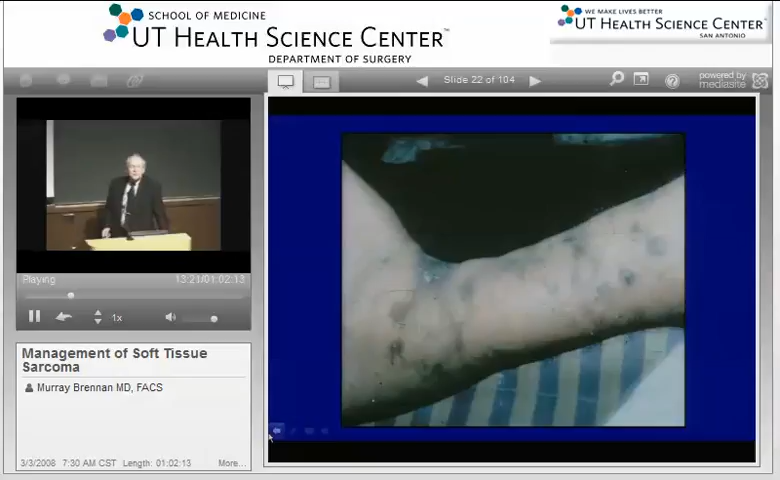 SCHOOL OF MEDICINE
UT HEALTH SCIENCE CENTER™
DEPARTMENT OF SURGERY
WE MAKE LIVES BETTER
UT HEALTH SCIENCE CENTER™
SAN ANTONIO
Slide 22 of 104
powered by
mediasite
Playing
13:21/01:02:13
1x
Management of Soft Tissue
Sarcoma
Murray Brennan MD, FACS
3/3/2008 7:30 AM CST Length: 01:02:13 More...